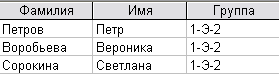 Фамилия Имя Группа
Петров Петр 1-Э-2
Воробьева Вероника 1-Э-2
Сорокина Светлана 1-Э-2